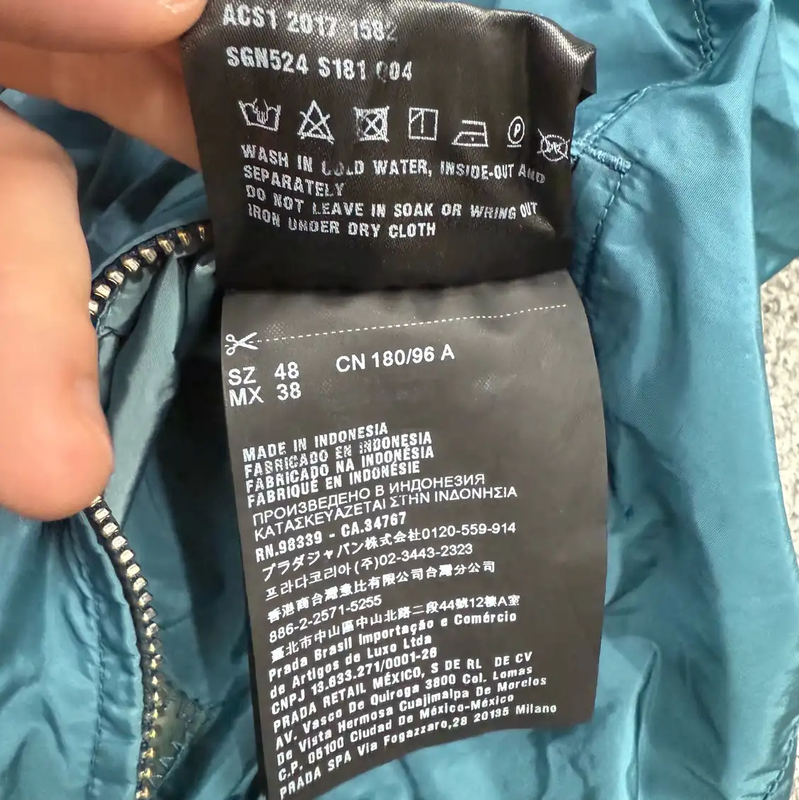 ACS1 2017 1582
SGN524 S181 Q04
P
WASH IN COLD WATER, INSIDE-OUT AND
SEPARATELY
DO NOT LEAVE IN SOAK OR WRING OUT
IRON UNDER DRY CLOTH
SZ 48 CN 180/96 A
MX 38
MADE IN INDONESIA
FABRICADO EN INDONESIA
FABRICADO NA INDONÉSIA
FABRIQUÉ EN INDONÉSIE
ПРОИЗВЕДЕНО В ИНДОНЕЗИЯ
ΚΑΤΑΣΚΕΥΑΖΕΤΑΙ ΣΤΗΝ ΙΝΔΟΝΗΣΙΑ
RN.98339 - CA.34767
プラダジャパン株式会社0120-559-914
프라다코리아(주)02-3443-2323
香港商台灣惷比有限公司台灣分公司
886-2-2571-5255
臺北市中山區中山北路二段44號12樓A室
Prada Brasil Importação e Comércio
de Artigos de Luxo Ltda
CNPJ 13.633.271/0001-26
PRADA RETAIL MÉXICO, S DE RL DE CV
AV. Vasco De Quiroga 3800 Col. Lomas
De Vista Hermosa Cuajimalpa De Morelos
C.P. 05100 Ciudad De México-México
PRADA SPA Via Fogazzaro,28 20135 Milano